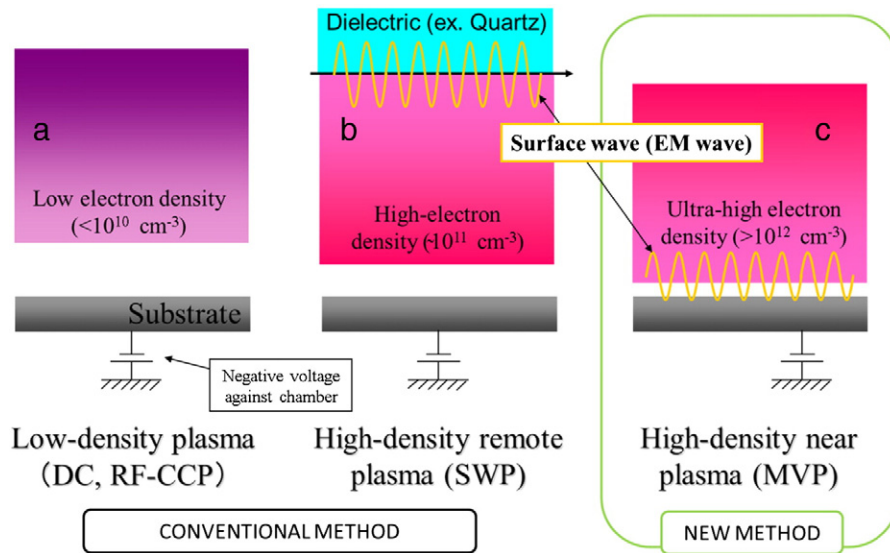 Dielectric (ex. Quartz)
a
b
c
Surface wave (EM wave)
Low electron density
(<10¹⁰ cm⁻³)
High-electron
density (~10¹¹ cm⁻³)
Ultra-high electron
density (>10¹² cm⁻³)
Substrate
Negative voltage
against chamber
Low-density plasma
(DC, RF-CCP)
High-density remote
plasma (SWP)
High-density near
plasma (MVP)
CONVENTIONAL METHOD
NEW METHOD